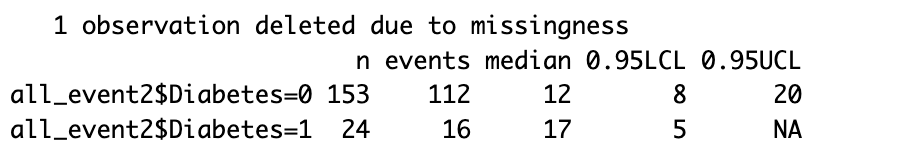 1 observation deleted due to missingness
n events median 0.95LCL 0.95UCL
all_event2$Diabetes=0 153 112 12 8 20
all_event2$Diabetes=1 24 16 17 5 NA